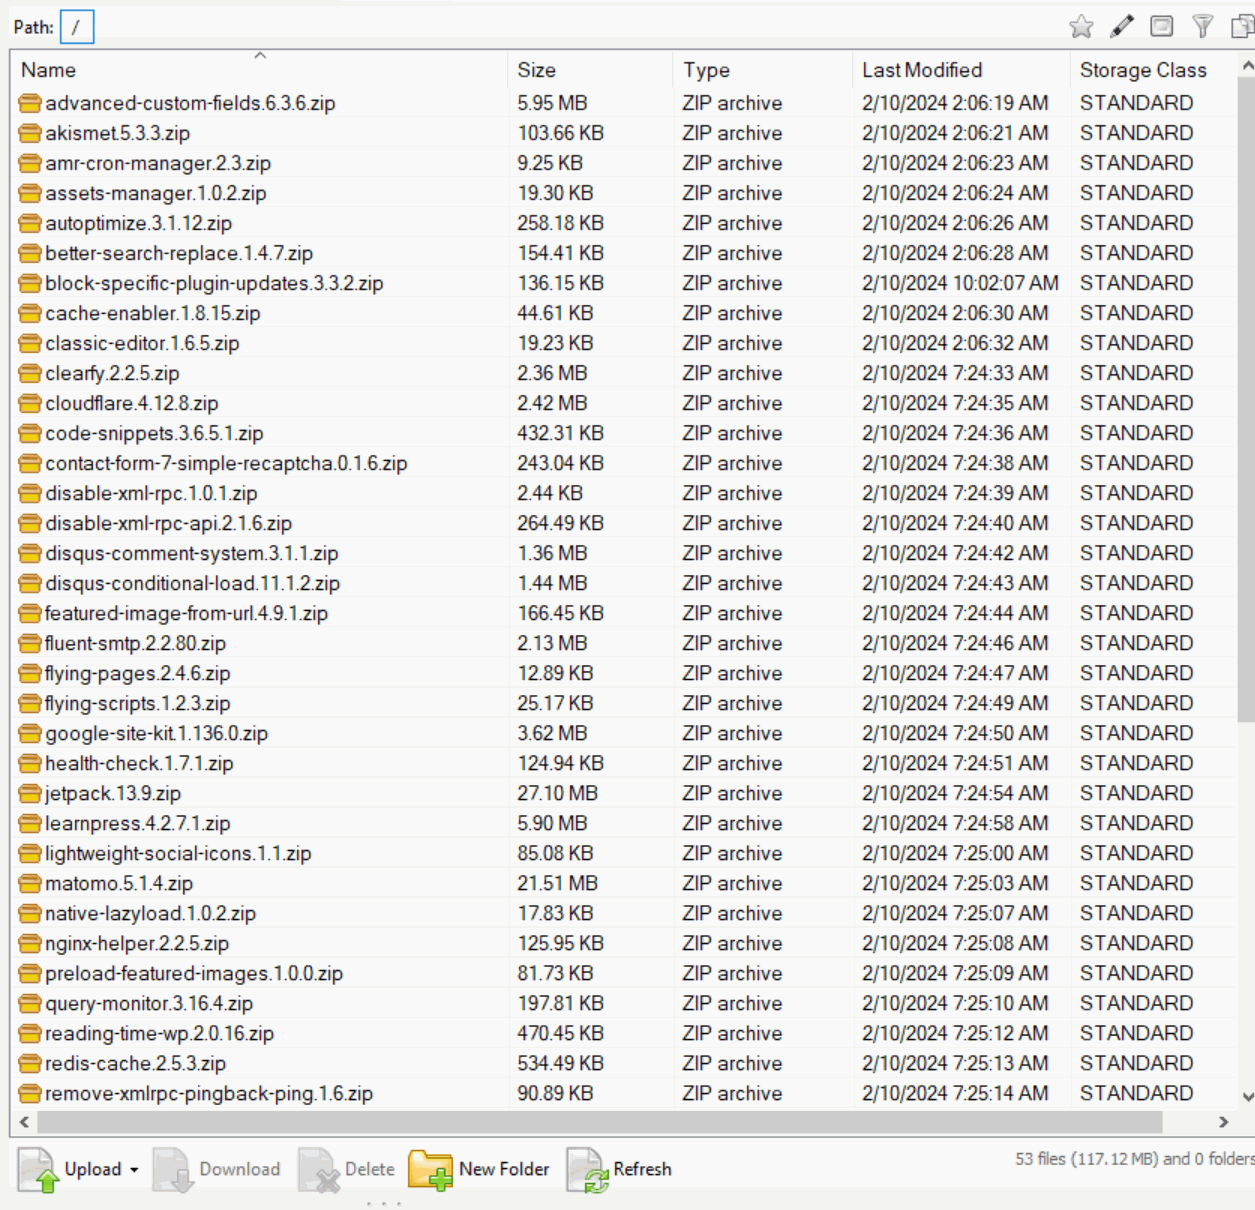 Path: /
Name Size Type Last Modified Storage Class
advanced-custom-fields.6.3.6.zip 5.95 MB ZIP archive 2/10/2024 2:06:19 AM STANDARD
akismet.5.3.3.zip 103.66 KB ZIP archive 2/10/2024 2:06:21 AM STANDARD
amr-cron-manager.2.3.zip 9.25 KB ZIP archive 2/10/2024 2:06:23 AM STANDARD
assets-manager.1.0.2.zip 19.30 KB ZIP archive 2/10/2024 2:06:24 AM STANDARD
autoptimize.3.1.12.zip 258.18 KB ZIP archive 2/10/2024 2:06:26 AM STANDARD
better-search-replace.1.4.7.zip 154.41 KB ZIP archive 2/10/2024 2:06:28 AM STANDARD
block-specific-plugin-updates.3.3.2.zip 136.15 KB ZIP archive 2/10/2024 10:02:07 AM STANDARD
cache-enabler.1.8.15.zip 44.61 KB ZIP archive 2/10/2024 2:06:30 AM STANDARD
classic-editor.1.6.5.zip 19.23 KB ZIP archive 2/10/2024 2:06:32 AM STANDARD
clearfy.2.2.5.zip 2.36 MB ZIP archive 2/10/2024 7:24:33 AM STANDARD
cloudflare.4.12.8.zip 2.42 MB ZIP archive 2/10/2024 7:24:35 AM STANDARD
code-snippets.3.6.5.1.zip 432.31 KB ZIP archive 2/10/2024 7:24:36 AM STANDARD
contact-form-7-simple-recaptcha.0.1.6.zip 243.04 KB ZIP archive 2/10/2024 7:24:38 AM STANDARD
disable-xml-rpc.1.0.1.zip 2.44 KB ZIP archive 2/10/2024 7:24:39 AM STANDARD
disable-xml-rpc-api.2.1.6.zip 264.49 KB ZIP archive 2/10/2024 7:24:40 AM STANDARD
disqus-comment-system.3.1.1.zip 1.36 MB ZIP archive 2/10/2024 7:24:42 AM STANDARD
disqus-conditional-load.11.1.2.zip 1.44 MB ZIP archive 2/10/2024 7:24:43 AM STANDARD
featured-image-from-url.4.9.1.zip 166.45 KB ZIP archive 2/10/2024 7:24:44 AM STANDARD
fluent-smtp.2.2.80.zip 2.13 MB ZIP archive 2/10/2024 7:24:46 AM STANDARD
flying-pages.2.4.6.zip 12.89 KB ZIP archive 2/10/2024 7:24:47 AM STANDARD
flying-scripts.1.2.3.zip 25.17 KB ZIP archive 2/10/2024 7:24:49 AM STANDARD
google-site-kit.1.136.0.zip 3.62 MB ZIP archive 2/10/2024 7:24:50 AM STANDARD
health-check.1.7.1.zip 124.94 KB ZIP archive 2/10/2024 7:24:51 AM STANDARD
jetpack.13.9.zip 27.10 MB ZIP archive 2/10/2024 7:24:54 AM STANDARD
learnpress.4.2.7.1.zip 5.90 MB ZIP archive 2/10/2024 7:24:58 AM STANDARD
lightweight-social-icons.1.1.zip 85.08 KB ZIP archive 2/10/2024 7:25:00 AM STANDARD
matomo.5.1.4.zip 21.51 MB ZIP archive 2/10/2024 7:25:03 AM STANDARD
native-lazyload.1.0.2.zip 17.83 KB ZIP archive 2/10/2024 7:25:07 AM STANDARD
nginx-helper.2.2.5.zip 125.95 KB ZIP archive 2/10/2024 7:25:08 AM STANDARD
preload-featured-images.1.0.0.zip 81.73 KB ZIP archive 2/10/2024 7:25:09 AM STANDARD
query-monitor.3.16.4.zip 197.81 KB ZIP archive 2/10/2024 7:25:10 AM STANDARD
reading-time-wp.2.0.16.zip 470.45 KB ZIP archive 2/10/2024 7:25:12 AM STANDARD
redis-cache.2.5.3.zip 534.49 KB ZIP archive 2/10/2024 7:25:13 AM STANDARD
remove-xmlrpc-pingback-ping.1.6.zip 90.89 KB ZIP archive 2/10/2024 7:25:14 AM STANDARD
Upload Download Delete New Folder Refresh 53 files (117.12 MB) and 0 folders